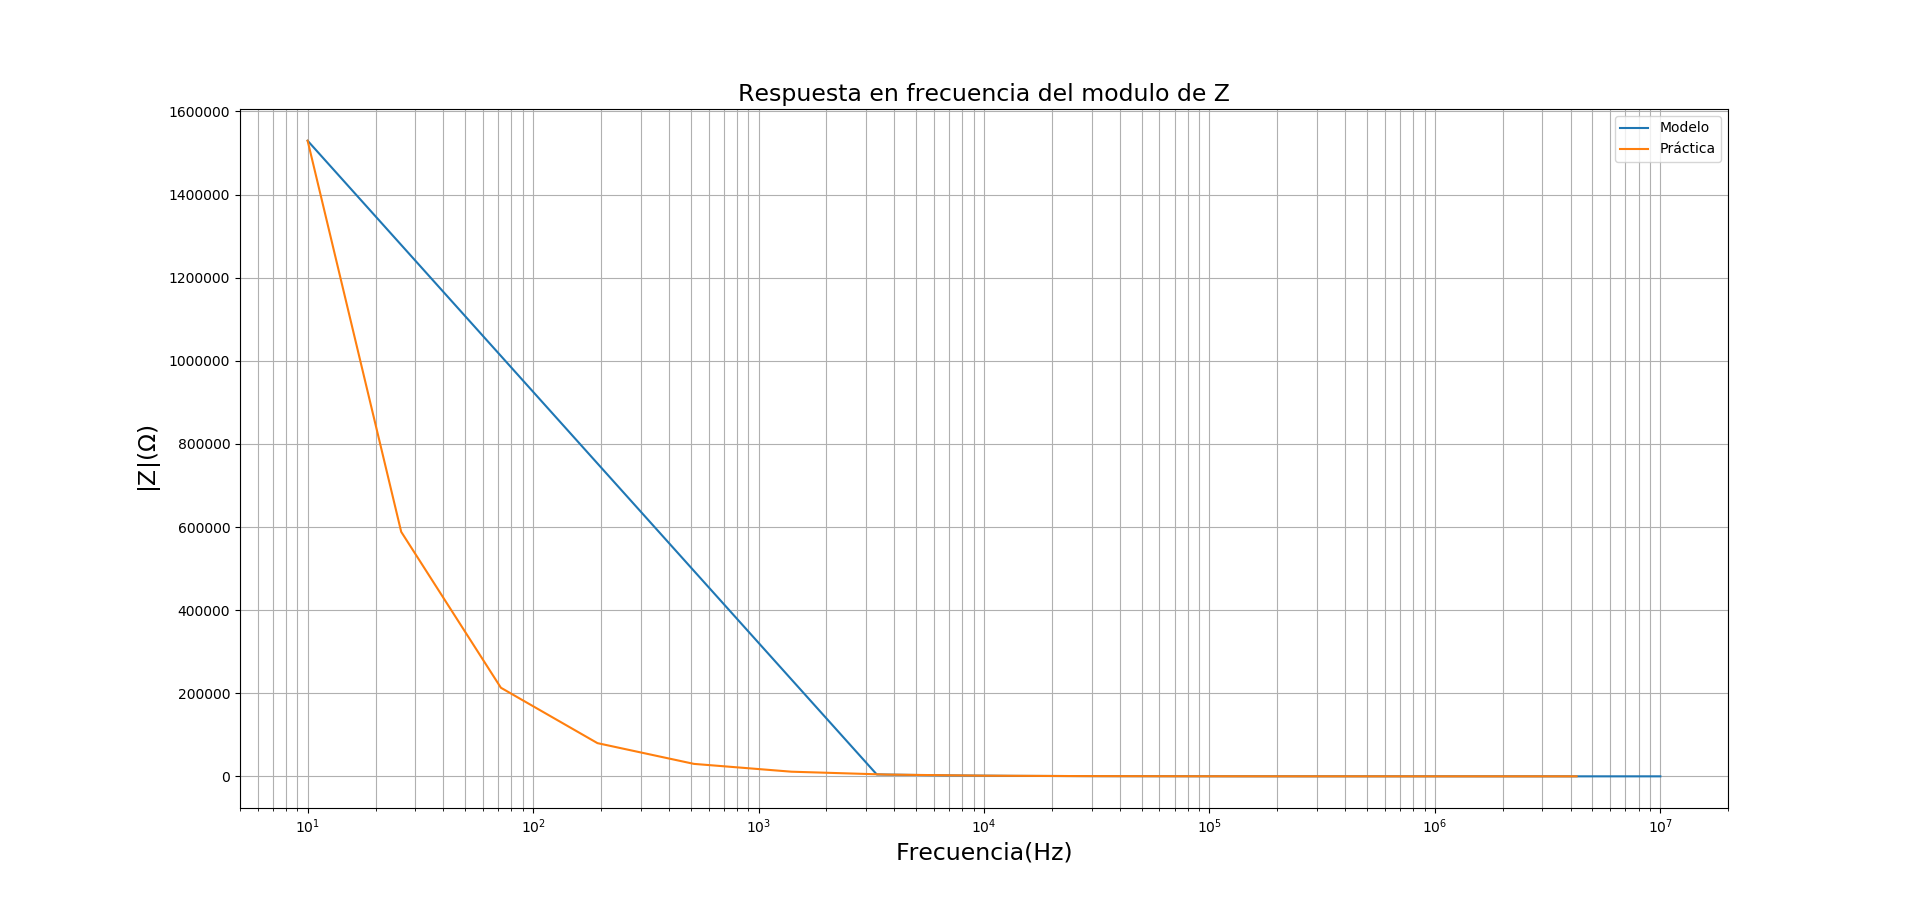 Respuesta en frecuencia del modulo de Z
Modelo
Práctica
1600000
1400000
1200000
1000000
800000
600000
400000
200000
0
|Z|(Ω)
10¹ 10² 10³ 10⁴ 10⁵ 10⁶ 10⁷
Frecuencia(Hz)